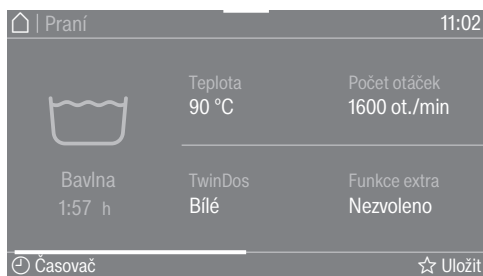 | Praní 11:02
Teplota Počet otáček
90 °C 1600 ot./min
Bavlna TwinDos Funkce extra
1:57 h Bílé Nezvoleno
Časovač Uložit